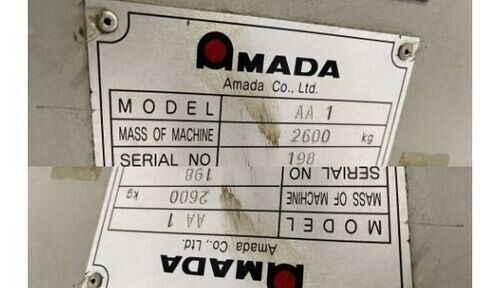 AMADA
Amada Co., Ltd.
MODEL AA 1
MASS OF MACHINE 2600 kg
SERIAL NO 198
SERIAL NO 198
MASS OF MACHINE 2600 kg
MODEL AA 1
Amada Co., Ltd.
AMADA